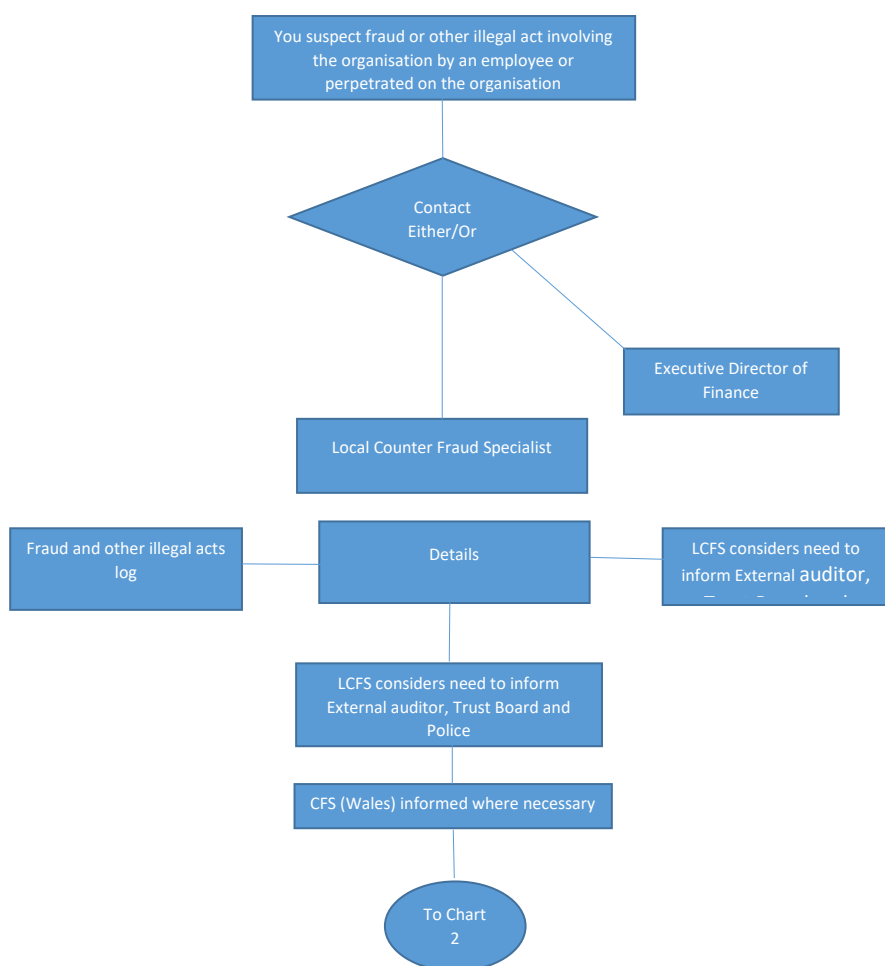 You suspect fraud or other illegal act involving
the organisation by an employee or
perpetrated on the organisation
Contact
Either/Or
Executive Director of
Finance
Local Counter Fraud Specialist
Fraud and other illegal acts
log
Details
LCFS considers need to
inform External auditor,
LCFS considers need to inform
External auditor, Trust Board and
Police
CFS (Wales) informed where necessary
To Chart
2